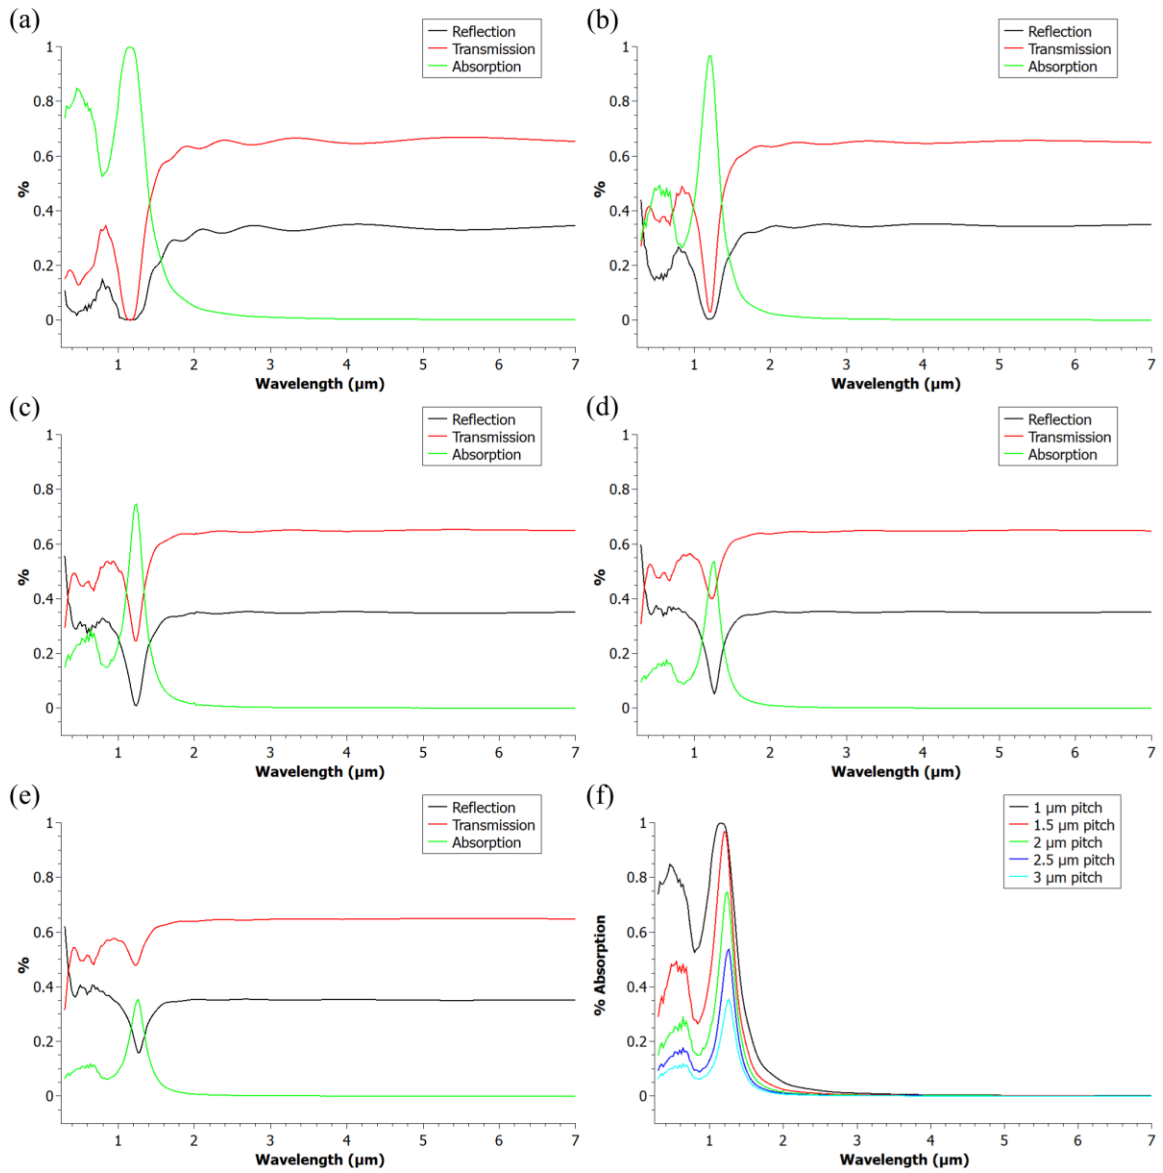 (a)
Reflection
Transmission
Absorption
1
0.8
0.6
0.4
0.2
0
%
1 2 3 4 5 6 7
Wavelength (µm)
(b)
Reflection
Transmission
Absorption
1
0.8
0.6
0.4
0.2
0
%
1 2 3 4 5 6 7
Wavelength (µm)
(c)
Reflection
Transmission
Absorption
1
0.8
0.6
0.4
0.2
0
%
1 2 3 4 5 6 7
Wavelength (µm)
(d)
Reflection
Transmission
Absorption
1
0.8
0.6
0.4
0.2
0
%
1 2 3 4 5 6 7
Wavelength (µm)
(e)
Reflection
Transmission
Absorption
1
0.8
0.6
0.4
0.2
0
%
1 2 3 4 5 6 7
Wavelength (µm)
(f)
1 µm pitch
1.5 µm pitch
2 µm pitch
2.5 µm pitch
3 µm pitch
1
0.8
0.6
0.4
0.2
0
% Absorption
1 2 3 4 5 6 7
Wavelength (µm)